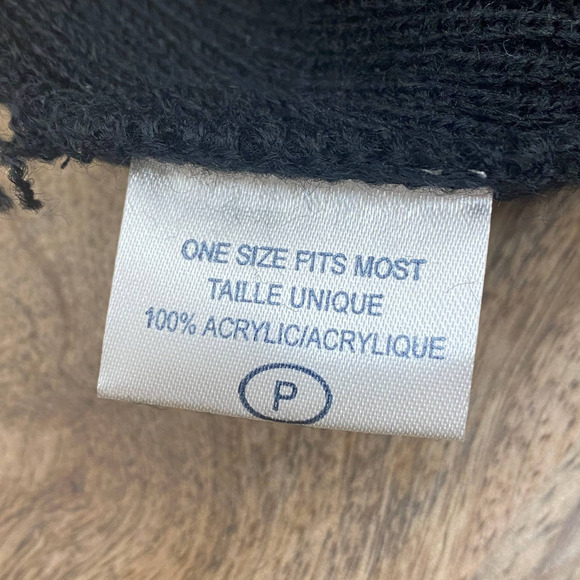 ONE SIZE FITS MOST
TAILLE UNIQUE
100% ACRYLIC/ACRYLIQUE
P